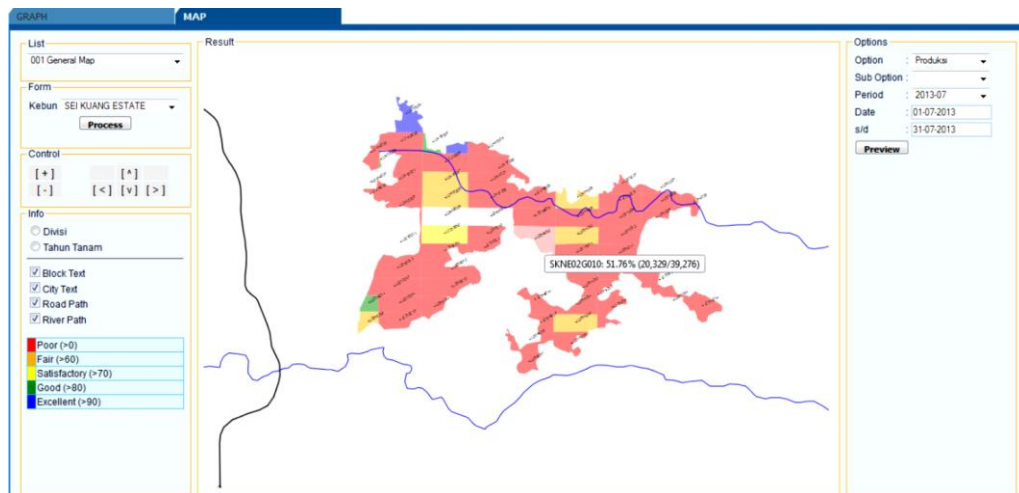 GRAPH
MAP
List
001 General Map
Form
Kebun SEI KUANG ESTATE
Process
Control
[ + ] [ ^ ]
[ - ] [ < ] [ v ] [ > ]
Info
Divisi
Tahun Tanam
Block Text
City Text
Road Path
River Path
Poor (>0)
Fair (>60)
Satisfactory (>70)
Good (>80)
Excellent (>90)
Result
SKNE02G010: 51.76% (20,329/39,276)
Options
Option : Produksi
Sub Option :
Period : 2013-07
Date : 01-07-2013
s/d : 31-07-2013
Preview